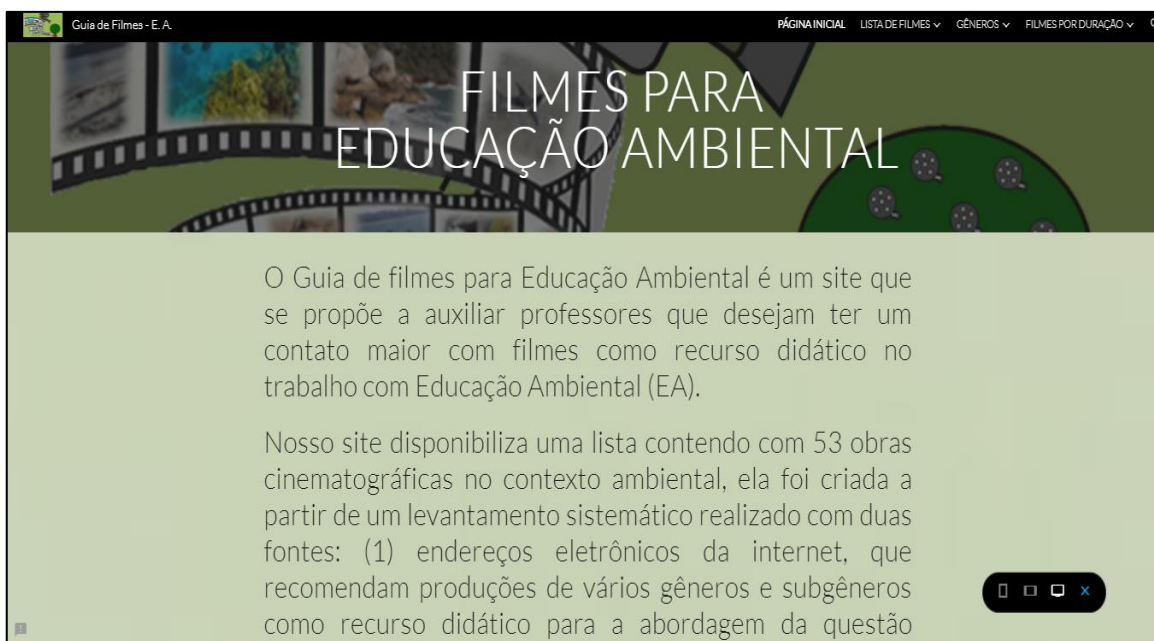 Guia de Filmes - E. A.
PÁGINA INICIAL LISTA DE FILMES GÊNEROS FILMES POR DURAÇÃO
FILMES PARA
EDUCAÇÃO AMBIENTAL
O Guia de filmes para Educação Ambiental é um site que
se propõe a auxiliar professores que desejam ter um
contato maior com filmes como recurso didático no
trabalho com Educação Ambiental (EA).
Nosso site disponibiliza uma lista contendo com 53 obras
cinematográficas no contexto ambiental, ela foi criada a
partir de um levantamento sistemático realizado com duas
fontes: (1) endereços eletrônicos da internet, que
recomendam produções de vários gêneros e subgêneros
como recurso didático para a abordagem da questão